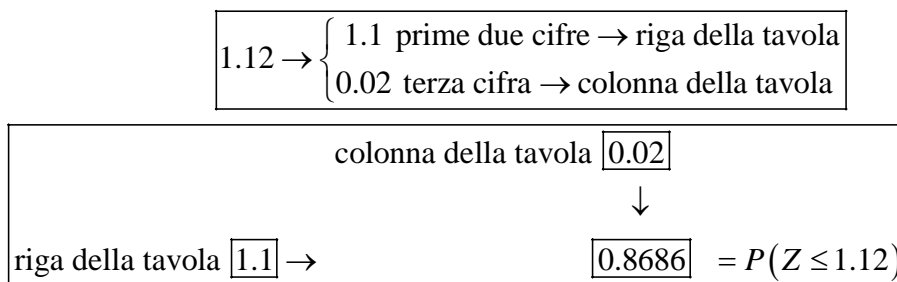 1.12 → { 1.1 prime due cifre → riga della tavola
0.02 terza cifra → colonna della tavola
colonna della tavola 0.02
↓
riga della tavola 1.1 → 0.8686 = P(Z ≤ 1.12)